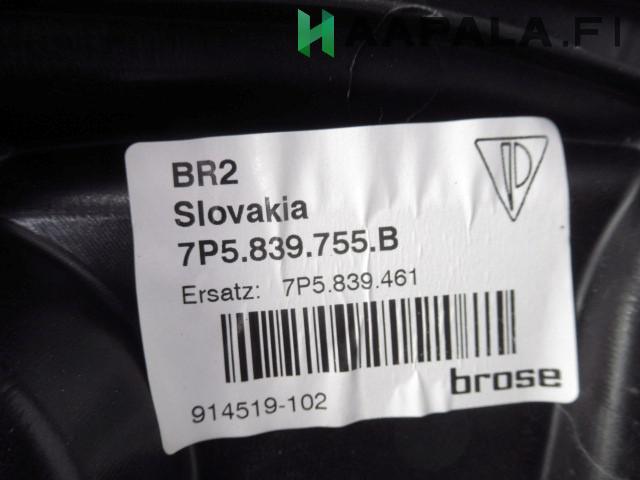 HAAPALA.FI
BR2
Slovakia
7P5.839.755.B
Ersatz: 7P5.839.461
914519-102
brose